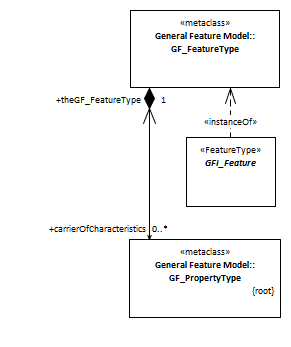 «metaclass»
General Feature Model::
GF_FeatureType
+theGF_FeatureType 1
«instanceOf»
«FeatureType»
GFI_Feature
+carrierOfCharacteristics 0..*
«metaclass»
General Feature Model::
GF_PropertyType
{root}